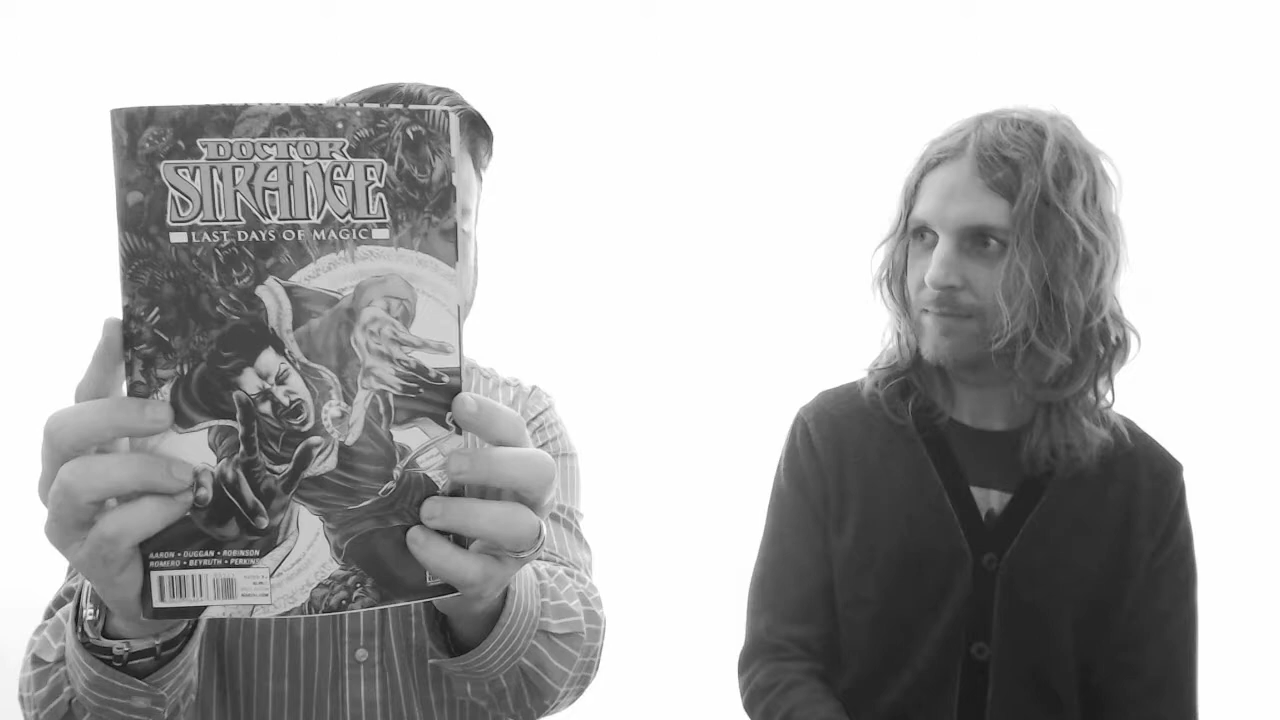 DOCTOR
STRANGE
LAST DAYS OF MAGIC
AARON • DUGGAN • ROBINSON
ROMERO • BEYRUTH • PERKINS